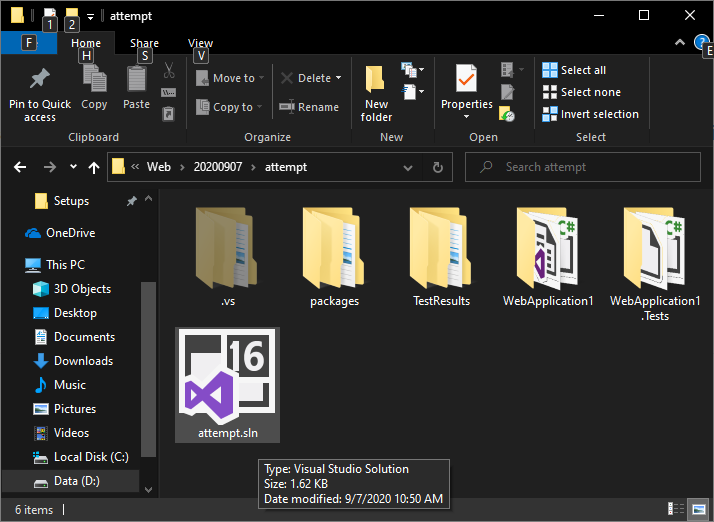 1 2 attempt
F Home Share View
H S V E
Pin to Quick access
Copy
Paste
Move to
Copy to
Delete
Rename
New folder
Properties
Select all
Select none
Invert selection
Clipboard Organize New Open Select
« Web › 20200907 › attempt
Search attempt
Setups
OneDrive
This PC
3D Objects
Desktop
Documents
Downloads
Music
Pictures
Videos
Local Disk (C:)
Data (D:)
.vs
packages
TestResults
C#
WebApplication1
C#
WebApplication1
.Tests
16
attempt.sln
Type: Visual Studio Solution
Size: 1.62 KB
Date modified: 9/7/2020 10:50 AM
6 items